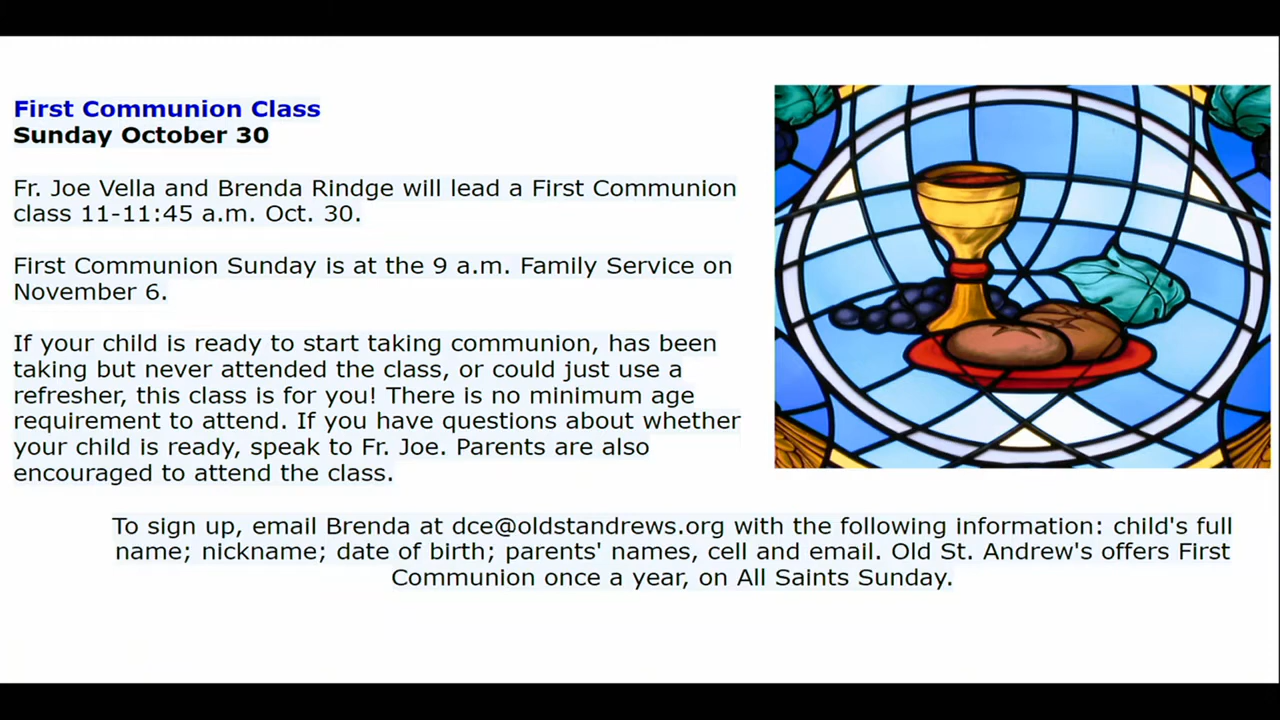 First Communion Class
Sunday October 30
Fr. Joe Vella and Brenda Rindge will lead a First Communion
class 11-11:45 a.m. Oct. 30.
First Communion Sunday is at the 9 a.m. Family Service on
November 6.
If your child is ready to start taking communion, has been
taking but never attended the class, or could just use a
refresher, this class is for you! There is no minimum age
requirement to attend. If you have questions about whether
your child is ready, speak to Fr. Joe. Parents are also
encouraged to attend the class.
To sign up, email Brenda at dce@oldstandrews.org with the following information: child's full
name; nickname; date of birth; parents' names, cell and email. Old St. Andrew's offers First
Communion once a year, on All Saints Sunday.